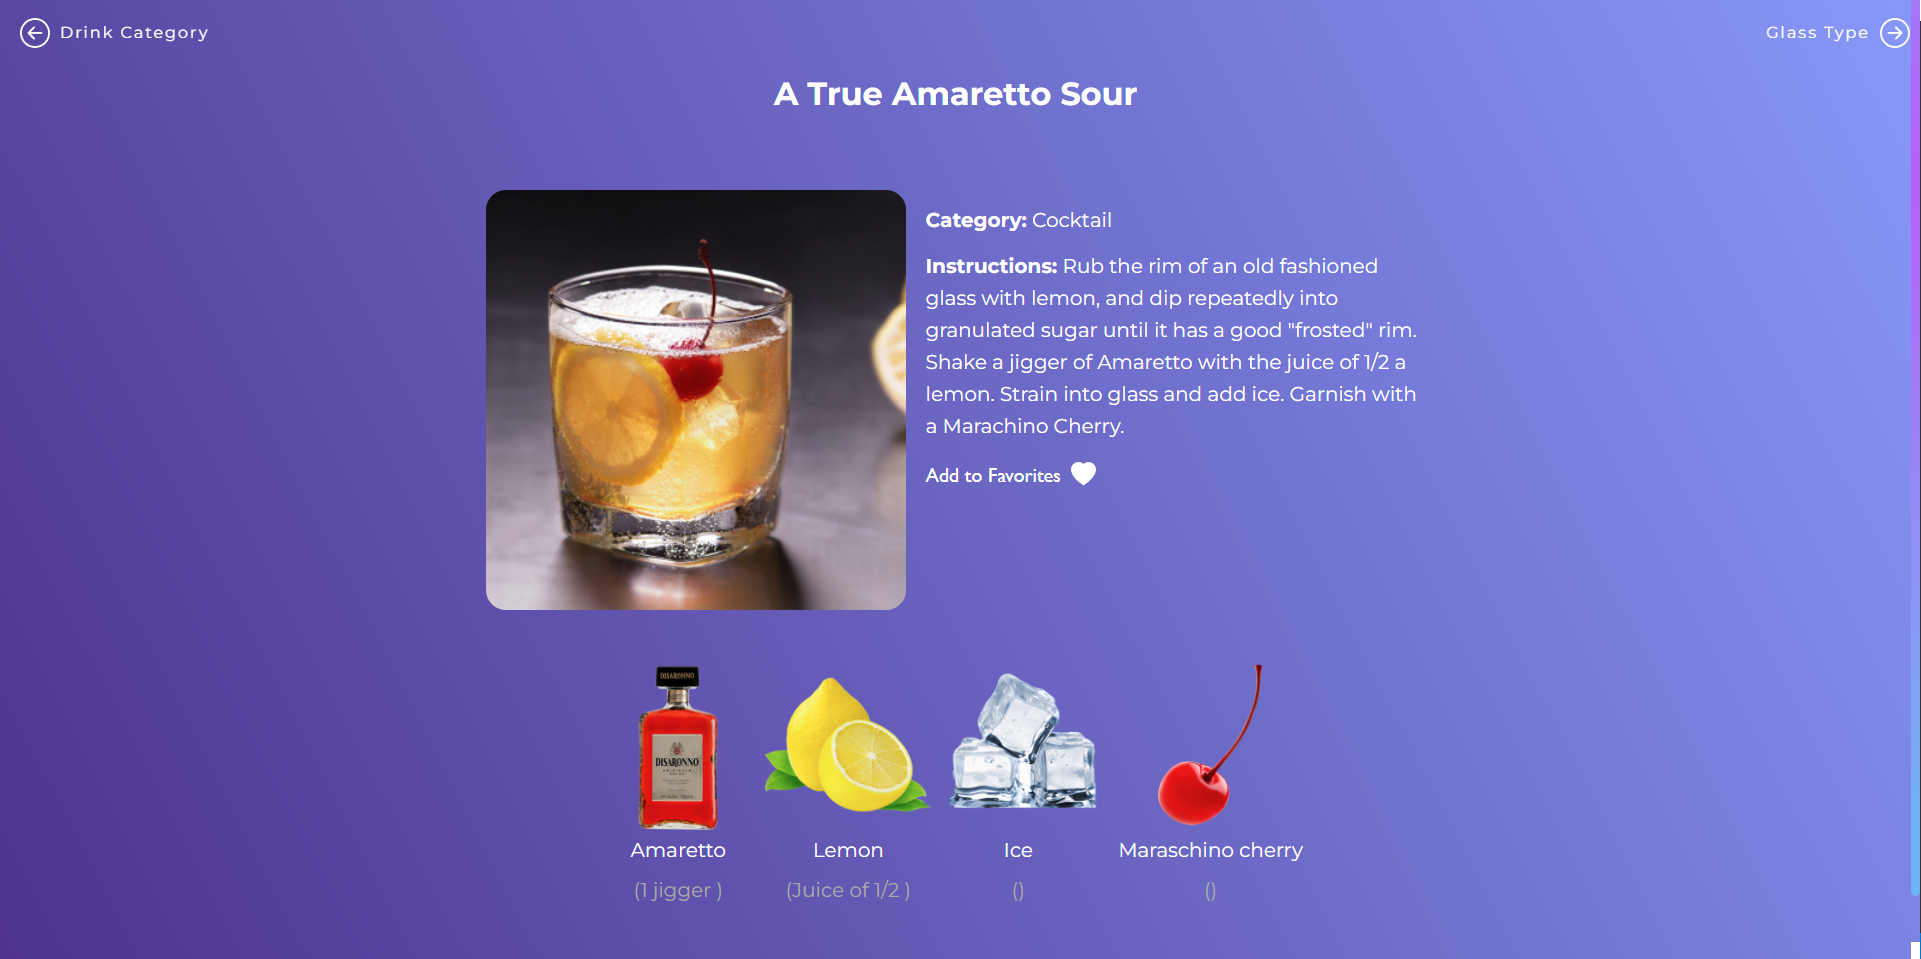 Drink Category
Glass Type
A True Amaretto Sour
Category: Cocktail
Instructions: Rub the rim of an old fashioned
glass with lemon, and dip repeatedly into
granulated sugar until it has a good "frosted" rim.
Shake a jigger of Amaretto with the juice of 1/2 a
lemon. Strain into glass and add ice. Garnish with
a Marachino Cherry.
Add to Favorites
DISARONNO
DISARONNO
Amaretto
Lemon
Ice
Maraschino cherry
(1 jigger )
(Juice of 1/2 )
()
()